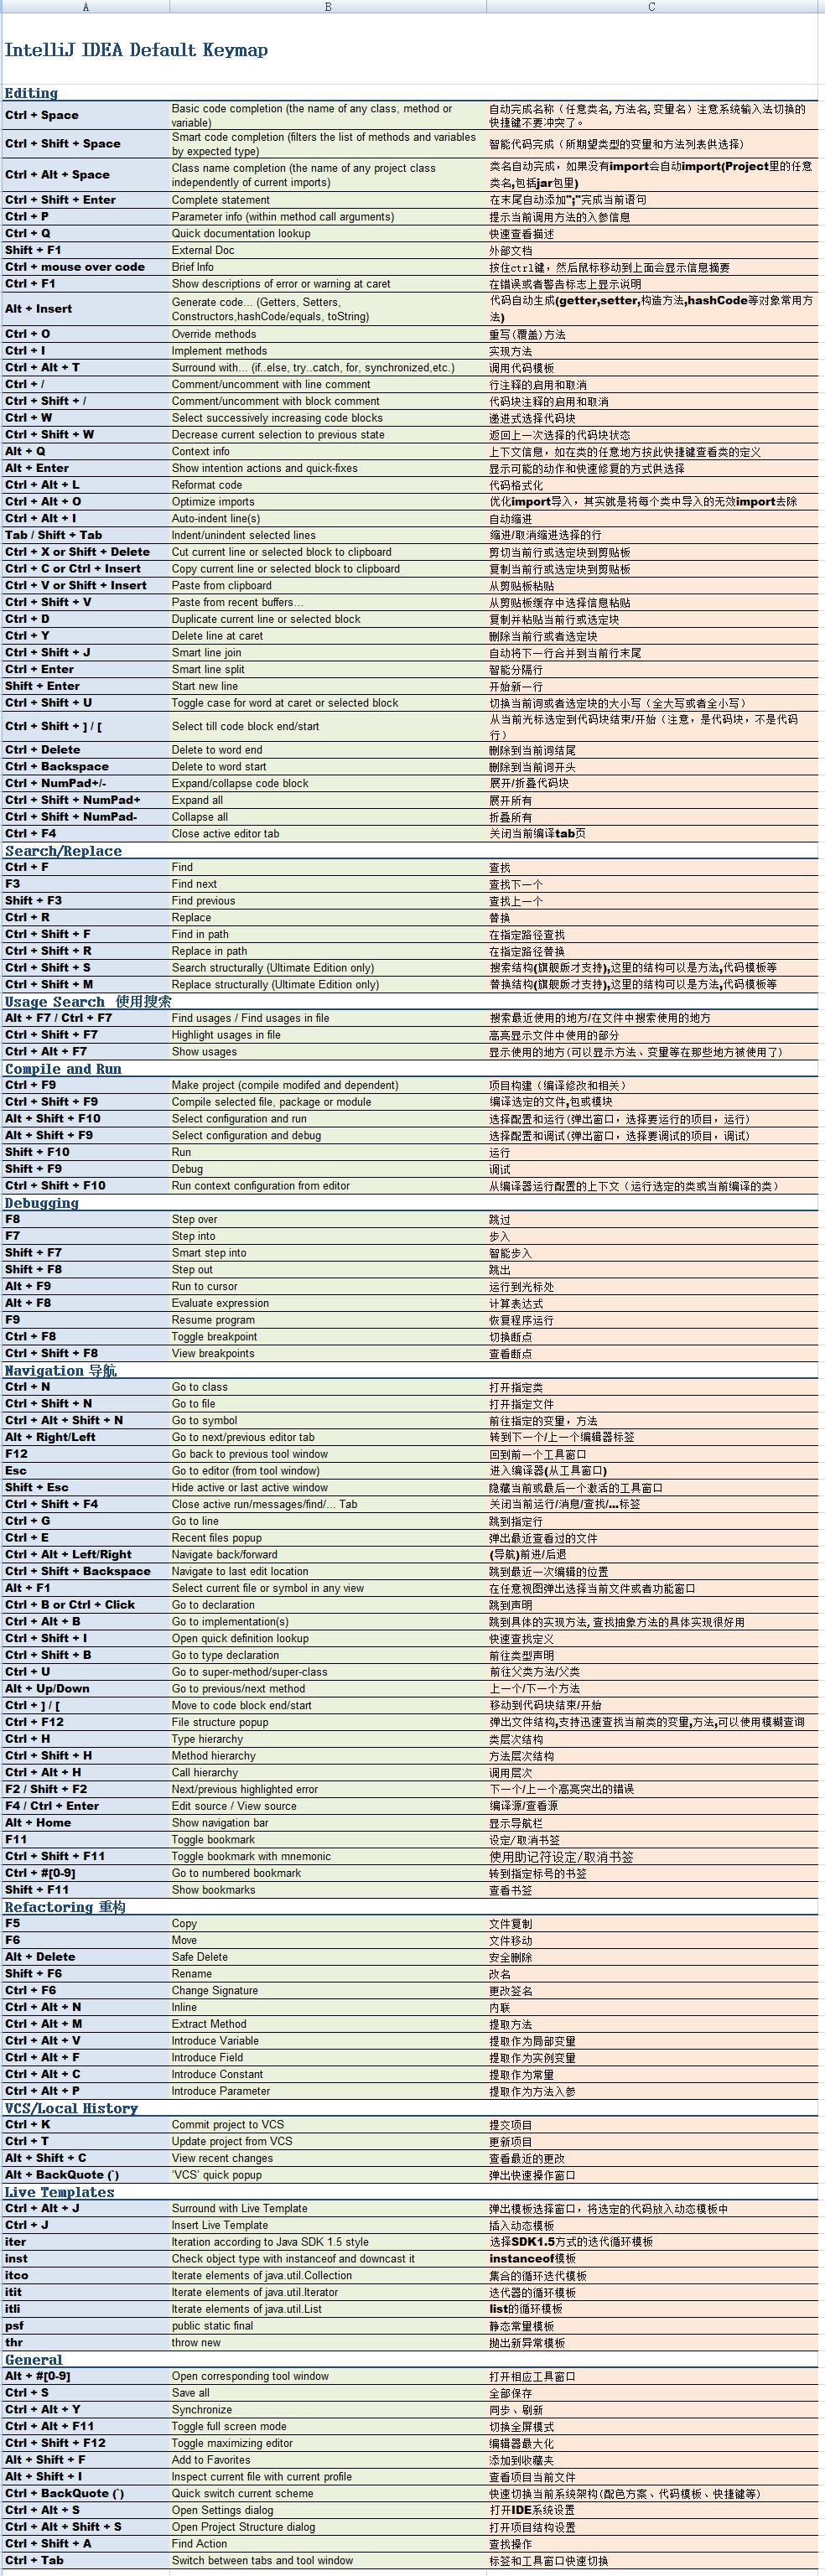 A B C
IntelliJ IDEA Default Keymap
Editing
Ctrl + Space Basic code completion (the name of any class, method or variable) 自动完成名称（任意类名, 方法名, 变量名）注意系统输入法切换的快捷键不要冲突了。
Ctrl + Shift + Space Smart code completion (filters the list of methods and variables by expected type) 智能代码完成（所期望类型的变量和方法列表供选择）
Ctrl + Alt + Space Class name completion (the name of any project class independently of current imports) 类名自动完成，如果没有import会自动import(Project里的任意类名,包括jar包里)
Ctrl + Shift + Enter Complete statement 在末尾自动添加";"完成当前语句
Ctrl + P Parameter info (within method call arguments) 提示当前调用方法的入参信息
Ctrl + Q Quick documentation lookup 快速查看描述
Shift + F1 External Doc 外部文档
Ctrl + mouse over code Brief Info 按住ctrl键，然后鼠标移动到上面会显示信息摘要
Ctrl + F1 Show descriptions of error or warning at caret 在错误或者警告标志上显示说明
Alt + Insert Generate code... (Getters, Setters, Constructors,hashCode/equals, toString) 代码自动生成(getter,setter,构造方法,hashCode等对象常用方法)
Ctrl + O Override methods 重写(覆盖)方法
Ctrl + I Implement methods 实现方法
Ctrl + Alt + T Surround with... (if..else, try..catch, for, synchronized,etc.) 调用代码模板
Ctrl + / Comment/uncomment with line comment 行注释的启用和取消
Ctrl + Shift + / Comment/uncomment with block comment 代码块注释的启用和取消
Ctrl + W Select successively increasing code blocks 递进式选择代码块
Ctrl + Shift + W Decrease current selection to previous state 返回上一次选择的代码块状态
Alt + Q Context info 上下文信息，如在类的任意地方按此快捷键查看类的定义
Alt + Enter Show intention actions and quick-fixes 显示可能的动作和快速修复的方式供选择
Ctrl + Alt + L Reformat code 代码格式化
Ctrl + Alt + O Optimize imports 优化import导入，其实就是将每个类中导入的无效import去除
Ctrl + Alt + I Auto-indent line(s) 自动缩进
Tab / Shift + Tab Indent/unindent selected lines 缩进/取消缩进选择的行
Ctrl + X or Shift + Delete Cut current line or selected block to clipboard 剪切当前行或选定块到剪贴板
Ctrl + C or Ctrl + Insert Copy current line or selected block to clipboard 复制当前行或选定块到剪贴板
Ctrl + V or Shift + Insert Paste from clipboard 从剪贴板粘贴
Ctrl + Shift + V Paste from recent buffers... 从剪贴板缓存中选择信息粘贴
Ctrl + D Duplicate current line or selected block 复制并粘贴当前行或选定块
Ctrl + Y Delete line at caret 删除当前行或者选定块
Ctrl + Shift + J Smart line join 自动将下一行合并到当前行末尾
Ctrl + Enter Smart line split 智能分隔行
Shift + Enter Start new line 开始新一行
Ctrl + Shift + U Toggle case for word at caret or selected block 切换当前词或者选定块的大小写（全大写或者全小写）
Ctrl + Shift + ] / [ Select till code block end/start 从当前光标选定到代码块结束/开始（注意，是代码块，不是代码行）
Ctrl + Delete Delete to word end 删除到当前词结尾
Ctrl + Backspace Delete to word start 删除到当前词开头
Ctrl + NumPad+/- Expand/collapse code block 展开/折叠代码块
Ctrl + Shift + NumPad+ Expand all 展开所有
Ctrl + Shift + NumPad- Collapse all 折叠所有
Ctrl + F4 Close active editor tab 关闭当前编译tab页
Search/Replace
Ctrl + F Find 查找
F3 Find next 查找下一个
Shift + F3 Find previous 查找上一个
Ctrl + R Replace 替换
Ctrl + Shift + F Find in path 在指定路径查找
Ctrl + Shift + R Replace in path 在指定路径替换
Ctrl + Shift + S Search structurally (Ultimate Edition only) 搜索结构(旗舰版才支持),这里的结构可以是方法,代码模板等
Ctrl + Shift + M Replace structurally (Ultimate Edition only) 替换结构(旗舰版才支持),这里的结构可以是方法,代码模板等
Usage Search 使用搜索
Alt + F7 / Ctrl + F7 Find usages / Find usages in file 搜索最近使用的地方/在文件中搜索使用的地方
Ctrl + Shift + F7 Highlight usages in file 高亮显示文件中使用的部分
Ctrl + Alt + F7 Show usages 显示使用的地方(可以显示方法、变量等在那些地方被使用了)
Compile and Run
Ctrl + F9 Make project (compile modifed and dependent) 项目构建（编译修改和相关）
Ctrl + Shift + F9 Compile selected file, package or module 编译选定的文件,包或模块
Alt + Shift + F10 Select configuration and run 选择配置和运行(弹出窗口，选择要运行的项目，运行)
Alt + Shift + F9 Select configuration and debug 选择配置和调试(弹出窗口，选择要调试的项目，调试)
Shift + F10 Run 运行
Shift + F9 Debug 调试
Ctrl + Shift + F10 Run context configuration from editor 从编译器运行配置的上下文（运行选定的类或当前编译的类）
Debugging
F8 Step over 跳过
F7 Step into 步入
Shift + F7 Smart step into 智能步入
Shift + F8 Step out 跳出
Alt + F9 Run to cursor 运行到光标处
Alt + F8 Evaluate expression 计算表达式
F9 Resume program 恢复程序运行
Ctrl + F8 Toggle breakpoint 切换断点
Ctrl + Shift + F8 View breakpoints 查看断点
Navigation 导航
Ctrl + N Go to class 打开指定类
Ctrl + Shift + N Go to file 打开指定文件
Ctrl + Alt + Shift + N Go to symbol 前往指定的变量，方法
Alt + Right/Left Go to next/previous editor tab 转到下一个/上一个编辑器标签
F12 Go back to previous tool window 回到前一个工具窗口
Esc Go to editor (from tool window) 进入编译器(从工具窗口)
Shift + Esc Hide active or last active window 隐藏当前或最后一个激活的工具窗口
Ctrl + Shift + F4 Close active run/messages/find/... Tab 关闭当前运行/消息/查找/...标签
Ctrl + G Go to line 跳到指定行
Ctrl + E Recent files popup 弹出最近查看过的文件
Ctrl + Alt + Left/Right Navigate back/forward (导航)前进/后退
Ctrl + Shift + Backspace Navigate to last edit location 跳到最近一次编辑的位置
Alt + F1 Select current file or symbol in any view 在任意视图弹出选择当前文件或者功能窗口
Ctrl + B or Ctrl + Click Go to declaration 跳到声明
Ctrl + Alt + B Go to implementation(s) 跳到具体的实现方法, 查找抽象方法的具体实现很好用
Ctrl + Shift + I Open quick definition lookup 快速查找定义
Ctrl + Shift + B Go to type declaration 前往类型声明
Ctrl + U Go to super-method/super-class 前往父类方法/父类
Alt + Up/Down Go to previous/next method 上一个/下一个方法
Ctrl + ] / [ Move to code block end/start 移动到代码块结束/开始
Ctrl + F12 File structure popup 弹出文件结构,支持迅速查找当前类的变量,方法,可以使用模糊查询
Ctrl + H Type hierarchy 类层次结构
Ctrl + Shift + H Method hierarchy 方法层次结构
Ctrl + Alt + H Call hierarchy 调用层次
F2 / Shift + F2 Next/previous highlighted error 下一个/上一个高亮突出的错误
F4 / Ctrl + Enter Edit source / View source 编译源/查看源
Alt + Home Show navigation bar 显示导航栏
F11 Toggle bookmark 设定/取消书签
Ctrl + Shift + F11 Toggle bookmark with mnemonic 使用助记符设定/取消书签
Ctrl + #[0-9] Go to numbered bookmark 转到指定标号的书签
Shift + F11 Show bookmarks 查看书签
Refactoring 重构
F5 Copy 文件复制
F6 Move 文件移动
Alt + Delete Safe Delete 安全删除
Shift + F6 Rename 改名
Ctrl + F6 Change Signature 更改签名
Ctrl + Alt + N Inline 内联
Ctrl + Alt + M Extract Method 提取方法
Ctrl + Alt + V Introduce Variable 提取作为局部变量
Ctrl + Alt + F Introduce Field 提取作为实例变量
Ctrl + Alt + C Introduce Constant 提取作为常量
Ctrl + Alt + P Introduce Parameter 提取作为方法入参
VCS/Local History
Ctrl + K Commit project to VCS 提交项目
Ctrl + T Update project from VCS 更新项目
Alt + Shift + C View recent changes 查看最近的更改
Alt + BackQuote (`) 'VCS' quick popup 弹出快速操作窗口
Live Templates
Ctrl + Alt + J Surround with Live Template 弹出模板选择窗口，将选定的代码放入动态模板中
Ctrl + J Insert Live Template 插入动态模板
iter Iteration according to Java SDK 1.5 style 选择SDK1.5方式的迭代循环模板
inst Check object type with instanceof and downcast it instanceof模板
itco Iterate elements of java.util.Collection 集合的循环迭代模板
itit Iterate elements of java.util.Iterator 迭代器的循环模板
itli Iterate elements of java.util.List list的循环模板
psf public static final 静态常量模板
thr throw new 抛出新异常模板
General
Alt + #[0-9] Open corresponding tool window 打开相应工具窗口
Ctrl + S Save all 全部保存
Ctrl + Alt + Y Synchronize 同步、刷新
Ctrl + Alt + F11 Toggle full screen mode 切换全屏模式
Ctrl + Shift + F12 Toggle maximizing editor 编辑器最大化
Alt + Shift + F Add to Favorites 添加到收藏夹
Alt + Shift + I Inspect current file with current profile 查看项目当前文件
Ctrl + BackQuote (`) Quick switch current scheme 快速切换当前系统架构(配色方案、代码模板、快捷键等)
Ctrl + Alt + S Open Settings dialog 打开IDE系统设置
Ctrl + Alt + Shift + S Open Project Structure dialog 打开项目结构设置
Ctrl + Shift + A Find Action 查找操作
Ctrl + Tab Switch between tabs and tool window 标签和工具窗口快速切换